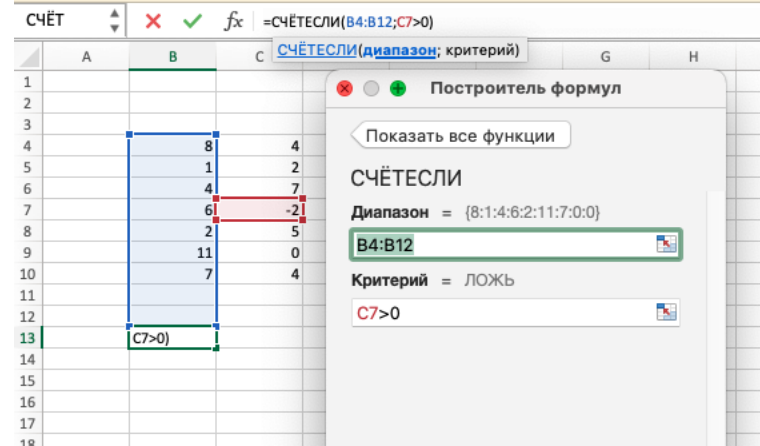 СЧЁТ fx =СЧЁТЕСЛИ(B4:B12;C7>0)
СЧЁТЕСЛИ(диапазон; критерий)
A B C G H
1 Построитель формул
2
3 Показать все функции
4 8 4
5 1 2 СЧЁТЕСЛИ
6 4 7
7 6 -2 Диапазон = {8:1:4:6:2:11:7:0:0}
8 2 5
9 11 0 B4:B12
10 7 4 Критерий = ЛОЖЬ
11
12 C7>0
13 C7>0)
14
15
16
17
18